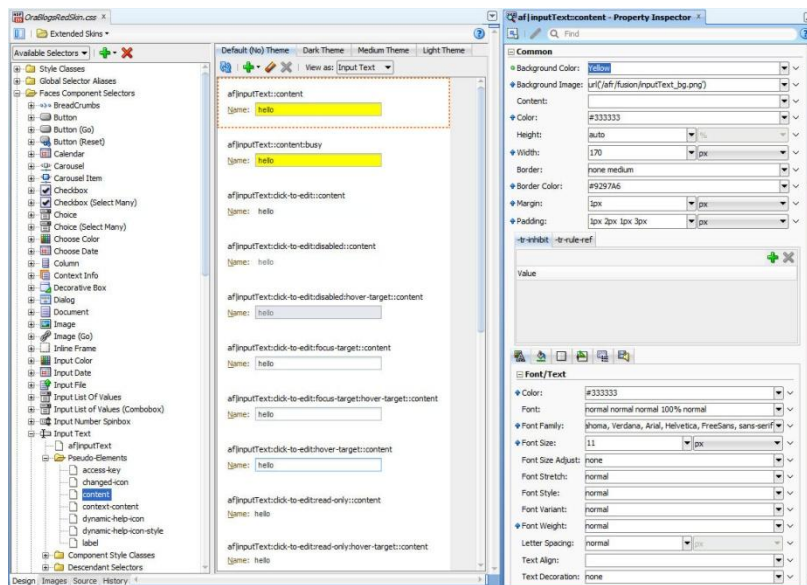 OraBlogsRedSkin.css
Extended Skins
Available Selectors
Style Classes
Global Selector Aliases
Faces Component Selectors
BreadCrumbs
Button
Button (Go)
Button (Reset)
Calendar
Carousel
Carousel Item
Checkbox
Checkbox (Select Many)
Choice
Choice (Select Many)
Choose Color
Choose Date
Column
Context Info
Decorative Box
Dialog
Document
Image
Image (Go)
Inline Frame
Input Color
Input Date
Input File
Input List Of Values
Input List of Values (Combobox)
Input Number Spinbox
Input Text
af|inputText
Pseudo-Elements
access-key
changed-icon
content
context-content
dynamic-help-icon
dynamic-help-icon-style
label
Component Style Classes
Descendant Selectors
Design Images Source History
Default (No) Theme Dark Theme Medium Theme Light Theme
View as: Input Text
af|inputText::content
Name: hello
af|inputText::content:busy
Name: hello
af|inputText:click-to-edit::content
Name: hello
af|inputText:click-to-edit:disabled::content
Name: hello
af|inputText:click-to-edit:disabled:hover-target::content
Name: hello
af|inputText:click-to-edit:focus-target::content
Name: hello
af|inputText:click-to-edit:focus-target:hover-target::content
Name: hello
af|inputText:click-to-edit:hover-target::content
Name: hello
af|inputText:click-to-edit:read-only::content
Name: hello
af|inputText:click-to-edit:read-only:hover-target::content
Name: hello
af|inputText::content - Property Inspector
Find
Common
Background Color: Yellow
Background Image: url('/afr/fusion/inputText_bg.png')
Content:
Color: #333333
Height: auto %
Width: 170 px
Border: none medium
Border Color: #9297A6
Margin: 1px px
Padding: 1px 2px 1px 3px px
-tr-inhibit -tr-rule-ref
Value
Font/Text
Color: #333333
Font: normal normal normal 100% normal
Font Family: ahoma, Verdana, Arial, Helvetica, FreeSans, sans-serif
Font Size: 11 px
Font Size Adjust: none
Font Stretch: normal
Font Style: normal
Font Variant: normal
Font Weight: normal
Letter Spacing: normal px
Text Align:
Text Decoration: none